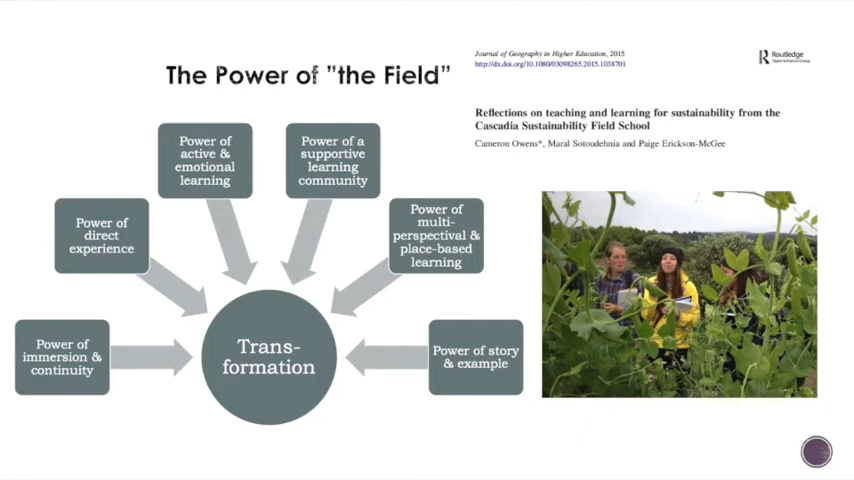 The Power of "the Field"
Journal of Geography in Higher Education, 2015
http://dx.doi.org/10.1080/03098265.2015.1038701
Routledge
Taylor & Francis Group
Reflections on teaching and learning for sustainability from the
Cascadia Sustainability Field School
Cameron Owens*, Maral Sotoudehnia and Paige Erickson-McGee
Power of
immersion &
continuity
Power of
direct
experience
Power of
active &
emotional
learning
Power of a
supportive
learning
community
Power of
multi-
perspectival &
place-based
learning
Power of story
& example
Trans-
formation